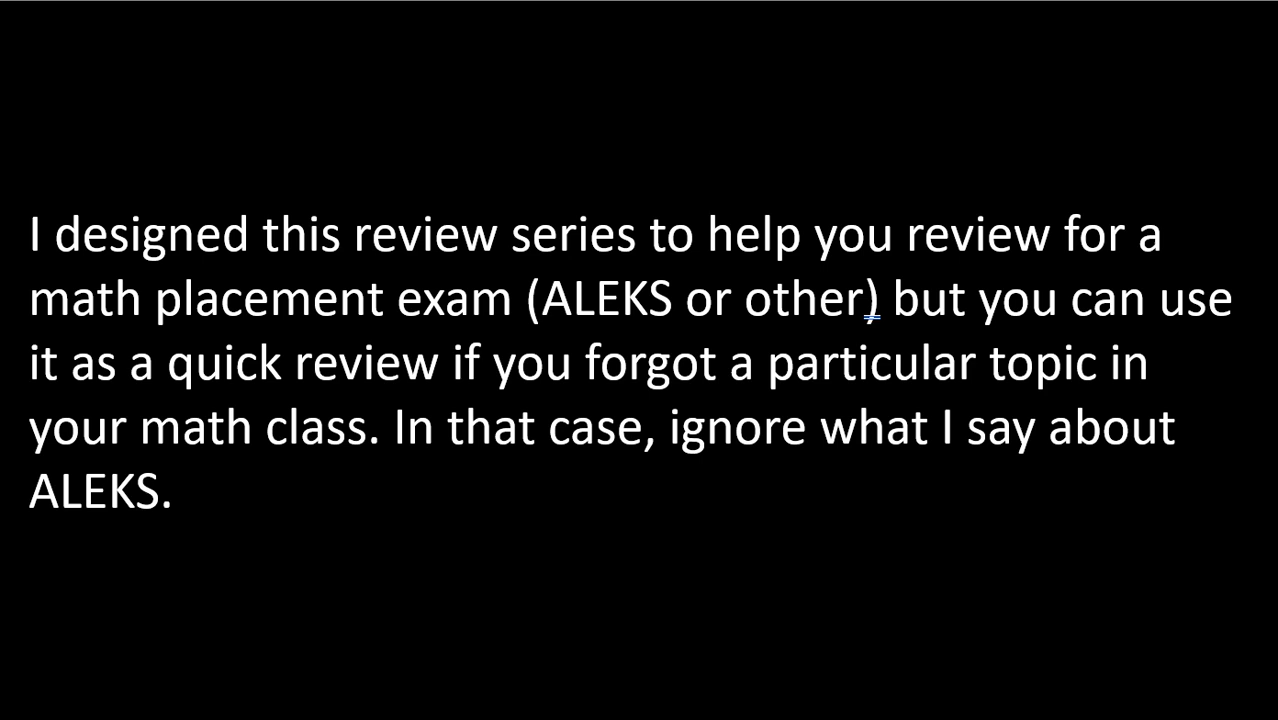 I designed this review series to help you review for a
math placement exam (ALEKS or other) but you can use
it as a quick review if you forgot a particular topic in
your math class. In that case, ignore what I say about
ALEKS.